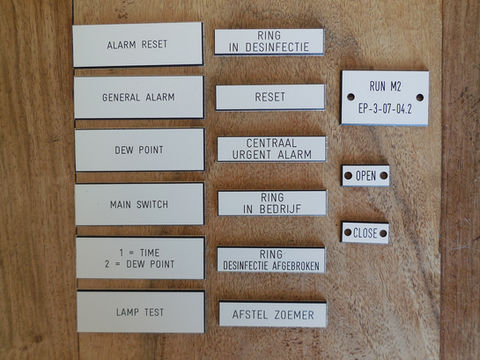 ALARM RESET
GENERAL ALARM
DEW POINT
MAIN SWITCH
1 = TIME
2 = DEW POINT
LAMP TEST
RING
IN DESINFECTIE
RESET
CENTRAAL
URGENT ALARM
RING
IN BEDRIJF
RING
DESINFECTIE AFGEBROKEN
AFSTEL ZOEMER
RUN M2
EP-3-07-04.2
OPEN
CLOSE